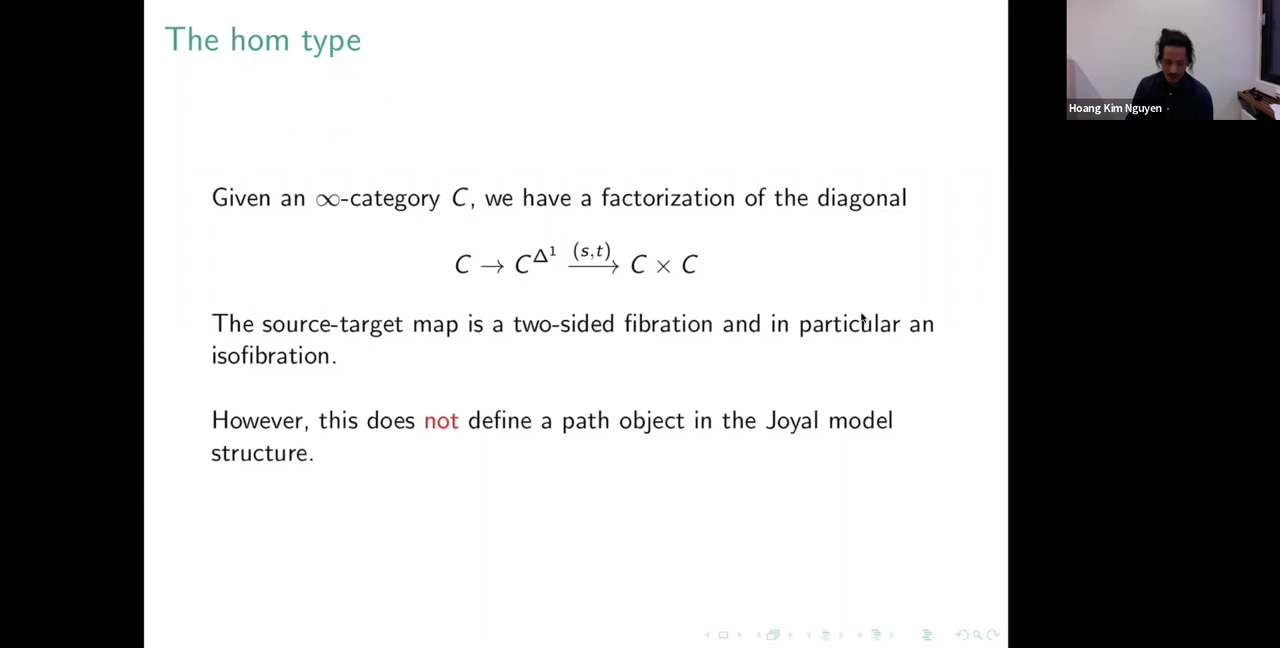 The hom type
Hoang Kim Nguyen
Given an ∞-category C, we have a factorization of the diagonal
C → C^{Δ^1} \xrightarrow{(s,t)} C × C
The source-target map is a two-sided fibration and in particular an
isofibration.
However, this does not define a path object in the Joyal model
structure.